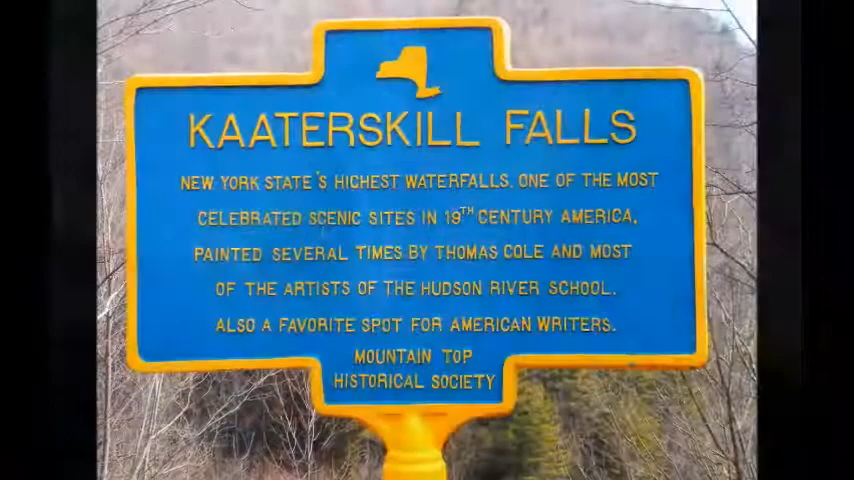 KAATERSKILL FALLS
NEW YORK STATE'S HIGHEST WATERFALLS. ONE OF THE MOST
CELEBRATED SCENIC SITES IN 19TH CENTURY AMERICA.
PAINTED SEVERAL TIMES BY THOMAS COLE AND MOST
OF THE ARTISTS OF THE HUDSON RIVER SCHOOL.
ALSO A FAVORITE SPOT FOR AMERICAN WRITERS.
MOUNTAIN TOP
HISTORICAL SOCIETY